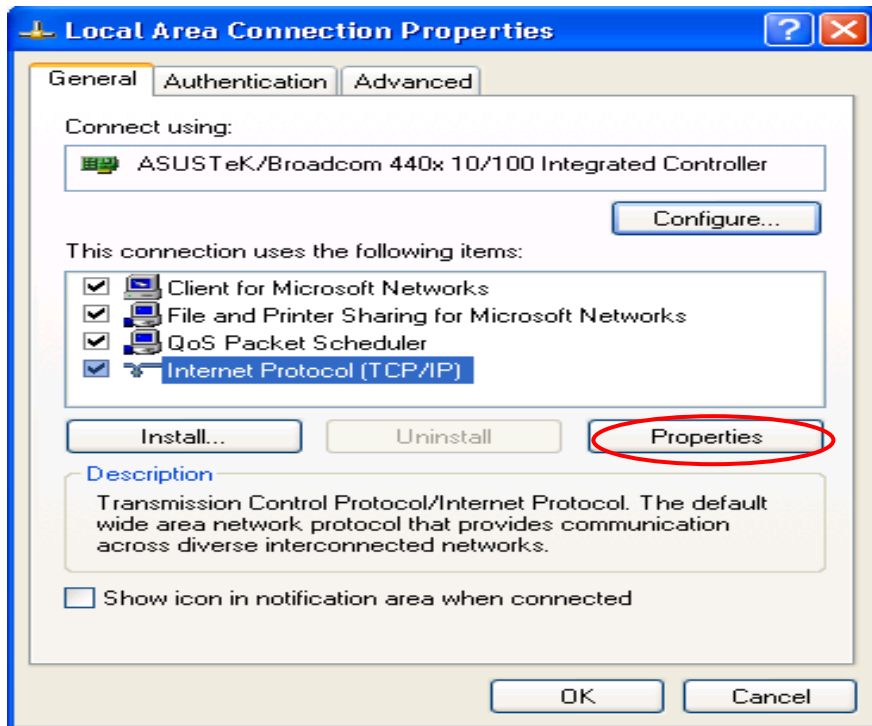 Local Area Connection Properties
General Authentication Advanced
Connect using:
ASUSTeK/Broadcom 440x 10/100 Integrated Controller
Configure...
This connection uses the following items:
Client for Microsoft Networks
File and Printer Sharing for Microsoft Networks
QoS Packet Scheduler
Internet Protocol (TCP/IP)
Install... Uninstall Properties
Description
Transmission Control Protocol/Internet Protocol. The default
wide area network protocol that provides communication
across diverse interconnected networks.
Show icon in notification area when connected
OK Cancel